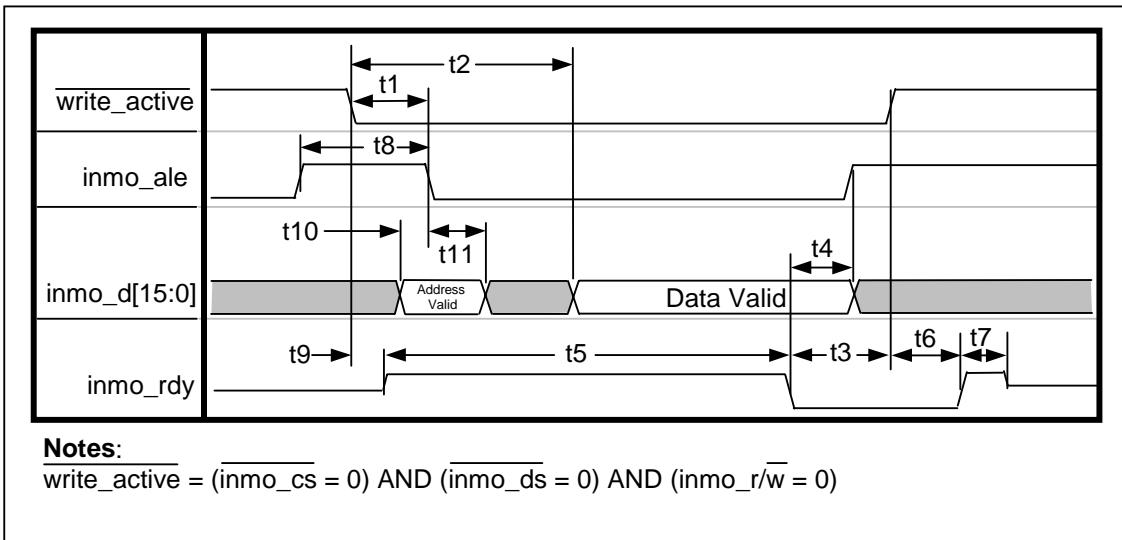 t2
t1
write_active
t8
inmo_ale
t10
t11
t4
inmo_d[15:0]
Address
Valid
Data Valid
t9
t5
t3
t6
t7
inmo_rdy
Notes:
write_active = (inmo_cs = 0) AND (inmo_ds = 0) AND (inmo_r/w = 0)